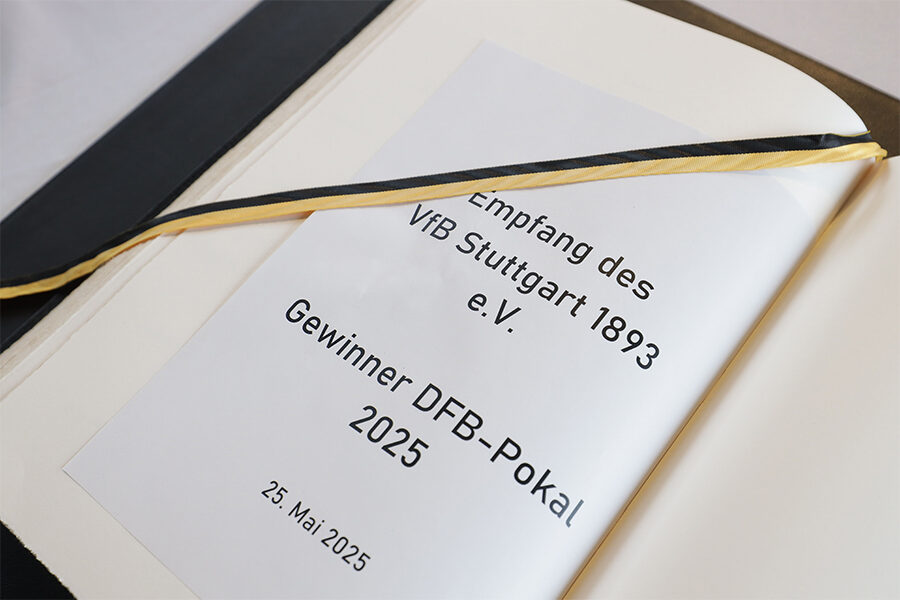 Empfang des
VfB Stuttgart 1893
e.V.
Gewinner DFB-Pokal
2025
25. Mai 2025